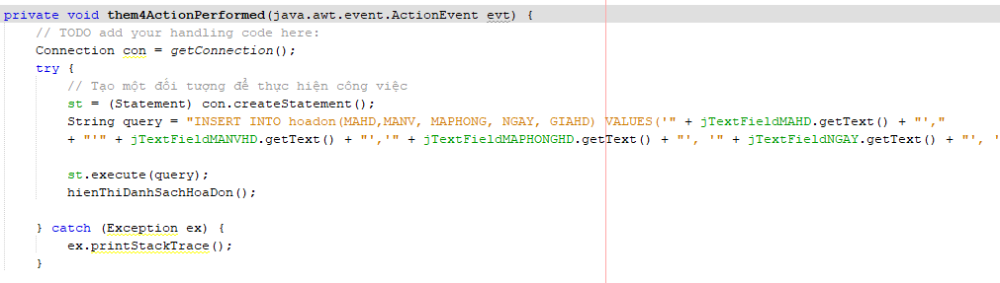 private void them4ActionPerformed(java.awt.event.ActionEvent evt) {
// TODO add your handling code here:
Connection con = getConnection();
try {
// Tạo một đối tượng để thực hiện công việc
st = (Statement) con.createStatement();
String query = "INSERT INTO hoadon(MAHD,MANV, MAPHONG, NGAY, GIAHD) VALUES('" + jTextFieldMAHD.getText() + "',"
+ "'" + jTextFieldMANVHD.getText() + "','" + jTextFieldMAPHONGHD.getText() + "', '" + jTextFieldNGAY.getText() + "', '
st.execute(query);
hienThiDanhSachHoaDon();
} catch (Exception ex) {
ex.printStackTrace();
}